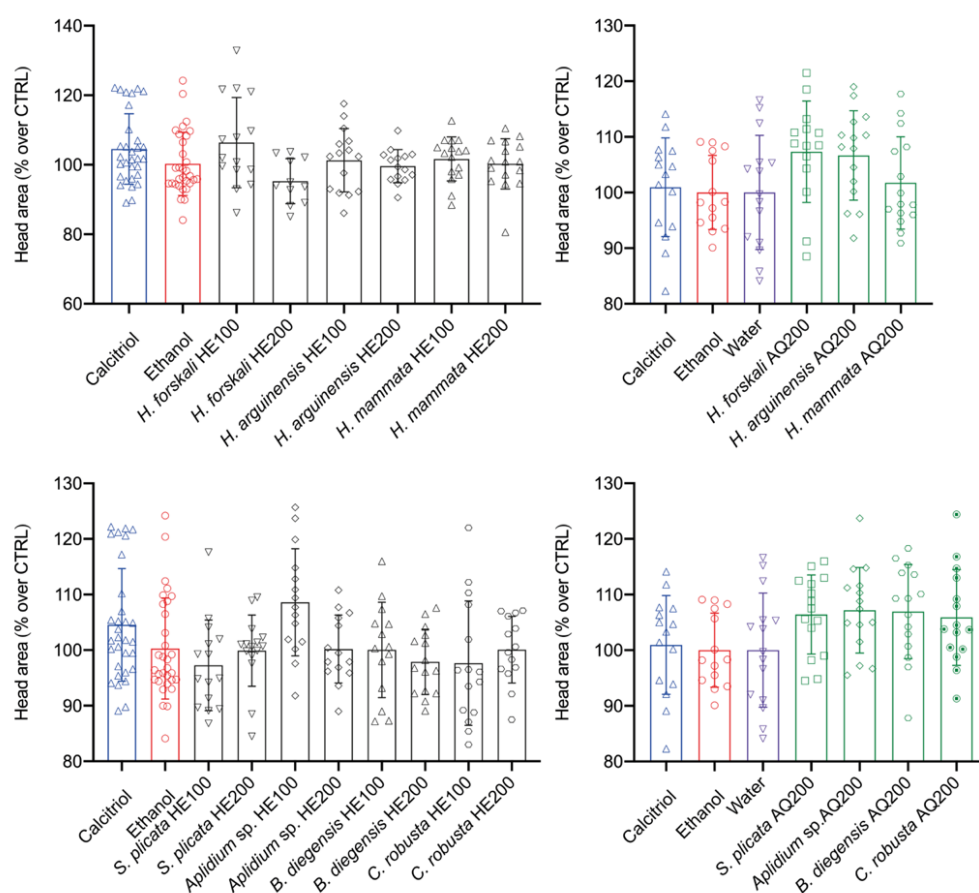 Head area (% over CTRL)
140
120
100
80
60
Calcitriol
Ethanol
H. forskali HE100
H. forskali HE200
H. arguinensis HE100
H. arguinensis HE200
H. mammata HE100
H. mammata HE200
Head area (% over CTRL)
130
120
110
100
90
80
Calcitriol
Ethanol
Water
H. forskali AQ200
H. arguinensis AQ200
H. mammata AQ200
Head area (% over CTRL)
130
120
110
100
90
80
Calcitriol
Ethanol
S. plicata HE100
S. plicata HE200
Aplidium sp. HE100
Aplidium sp. HE200
B. diegensis HE100
B. diegensis HE200
C. robusta HE100
C. robusta HE200
Head area (% over CTRL)
130
120
110
100
90
80
Calcitriol
Ethanol
Water
S. plicata AQ200
Aplidium sp.AQ200
B. diegensis AQ200
C. robusta AQ200